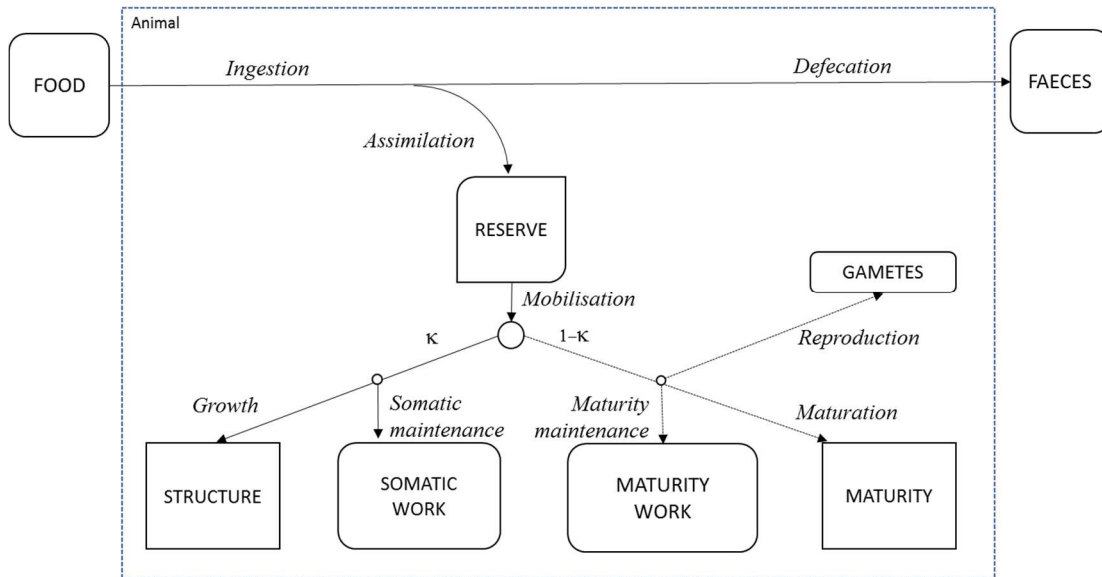 Animal
FOOD
Ingestion
Defecation
FAECES
Assimilation
RESERVE
GAMETES
Mobilisation
κ
1−κ
Reproduction
Growth
Somatic
maintenance
Maturity
maintenance
Maturation
STRUCTURE
SOMATIC
WORK
MATURITY
WORK
MATURITY